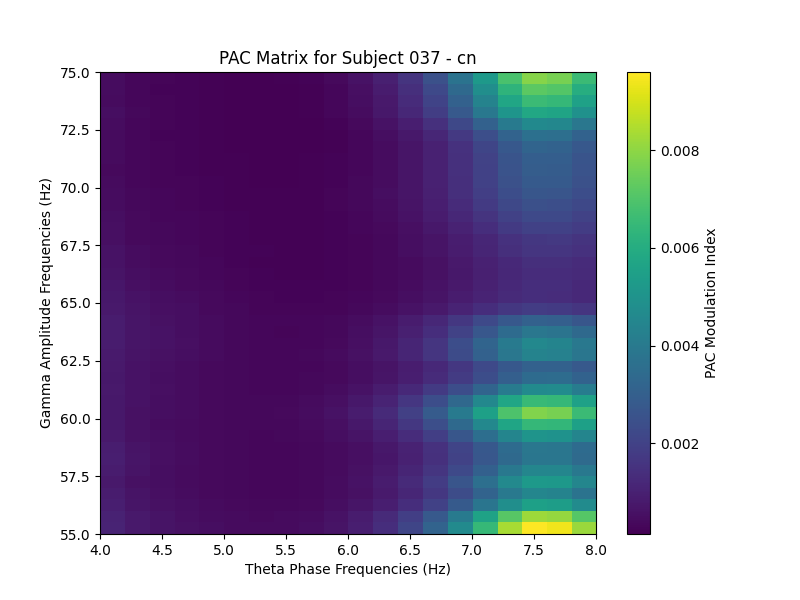 PAC Matrix for Subject 037 - cn
75.0
72.5
70.0
67.5
65.0
62.5
60.0
57.5
55.0
Gamma Amplitude Frequencies (Hz)
4.0 4.5 5.0 5.5 6.0 6.5 7.0 7.5 8.0
Theta Phase Frequencies (Hz)
0.008
0.006
0.004
0.002
PAC Modulation Index